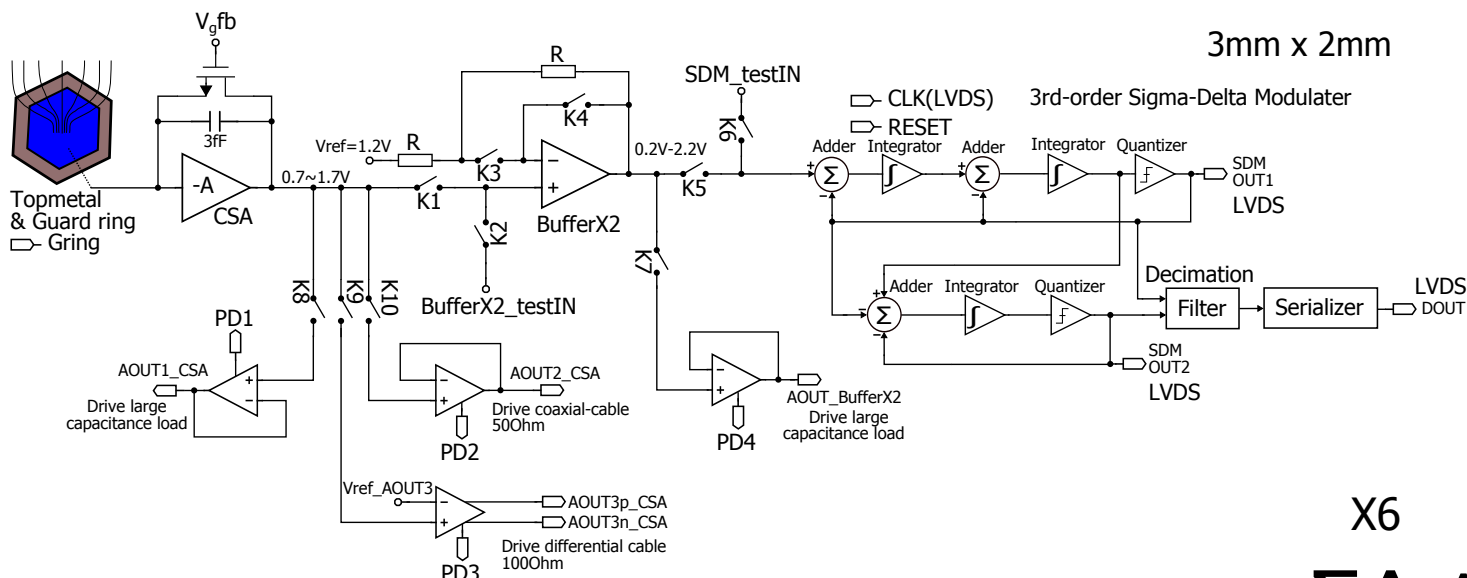 3mm x 2mm
Vgfb
3fF
-A
CSA
Topmetal
& Guard ring
Gring
0.7~1.7V
Vref=1.2V
R
R
K4
K3
K1
K2
BufferX2
BufferX2_testIN
0.2V-2.2V
K5
K6
K7
SDM_testIN
CLK(LVDS)
RESET
3rd-order Sigma-Delta Modulater
Adder
Integrator
Adder
Integrator
Quantizer
Σ
Σ
SDM
OUT1
LVDS
Adder
Integrator
Quantizer
Σ
SDM
OUT2
LVDS
Decimation
Filter
Serializer
LVDS
DOUT
K8
K9
K10
PD1
AOUT1_CSA
Drive large
capacitance load
AOUT2_CSA
Drive coaxial-cable
50Ohm
PD2
AOUT_BufferX2
Drive large
capacitance load
PD4
Vref_AOUT3
AOUT3p_CSA
AOUT3n_CSA
Drive differential cable
100Ohm
PD3
X6